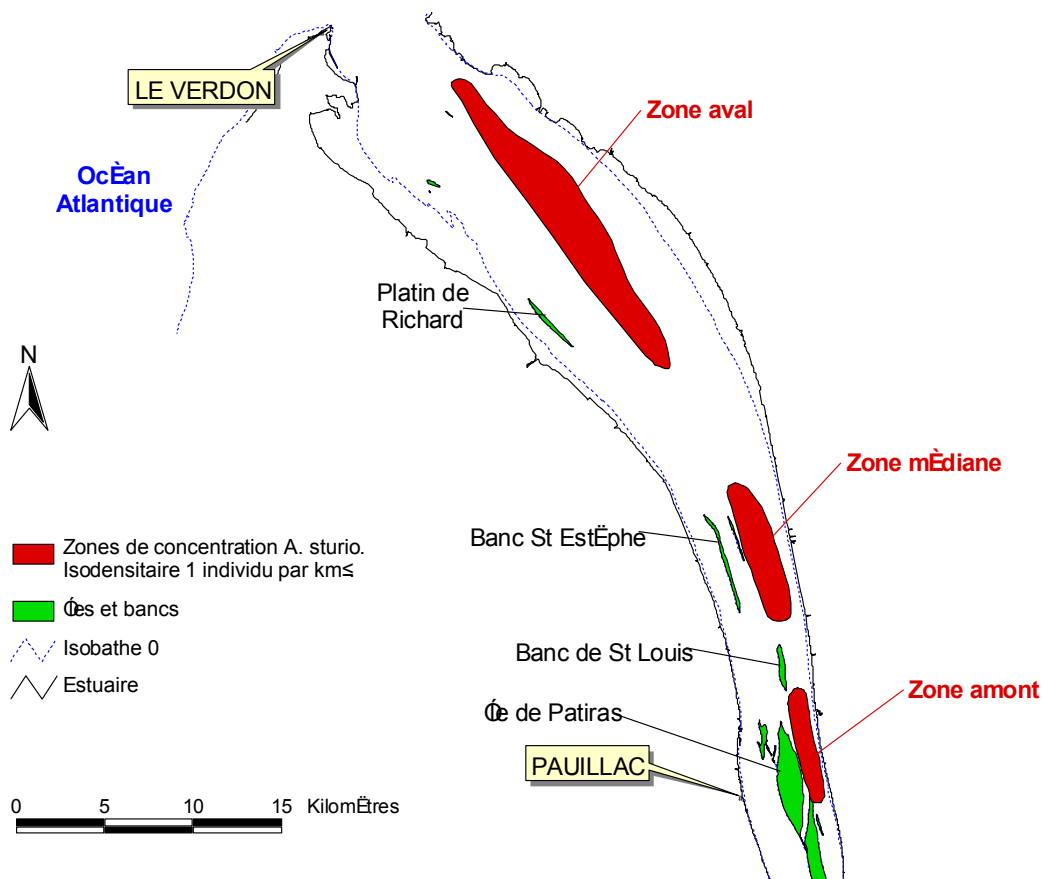 LE VERDON
Zone aval
OcÈan
Atlantique
Platin de
Richard
N
Zone mÈdiane
Banc St EstËphe
Zones de concentration A. sturio.
Isodensitaire 1 individu par km≤
Œles et bancs
Isobathe 0
Estuaire
Banc de St Louis
Zone amont
Œle de Patiras
PAUILLAC
0 5 10 15 KilomËtres